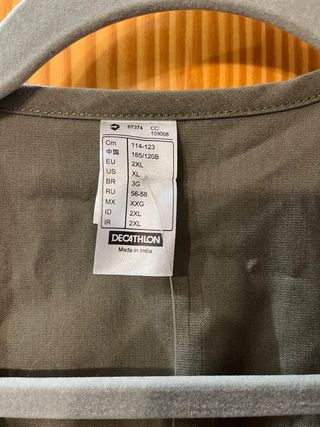 67374 CC:
109008
Cm 114-123
中国 185/120B
EU 2XL
US XL
BR 3G
RU 56-58
MX XXG
ID 2XL
IR 2XL
DECATHLON
Made in India